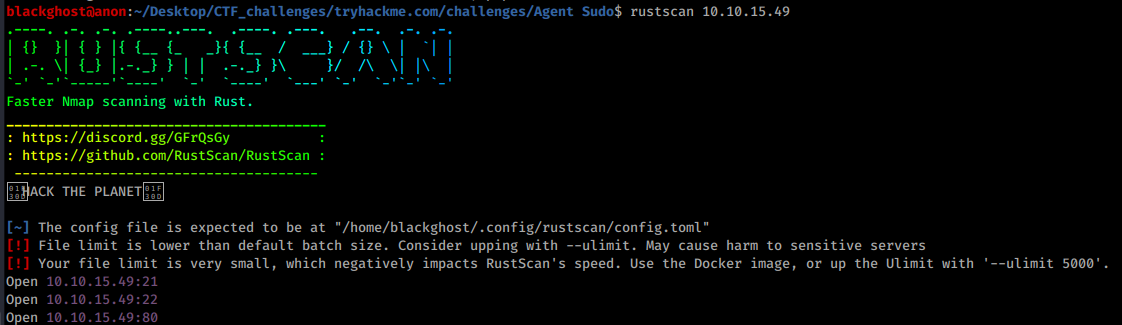 blackghost@anon:~/Desktop/CTF_challenges/tryhackme.com/challenges/Agent Sudo$ rustscan 10.10.15.49
.----. .-. .-. .----..---.  .----. .---.   .--.  .-. .-.
| {}  }| { } |{ {__ {_   _}{ {__  /  ___} / {} \ |  `| |
| .-. \| {_} |.-._} } | |  .-._} }\     }/  /\  \| |\  |
`-' `-'`-----'`----'  `-'  `----'  `---' `-'  `-'`-' `-'
Faster Nmap scanning with Rust.
________________________________________
: https://discord.gg/GFrQsGy           :
: https://github.com/RustScan/RustScan :
 --------------------------------------
HACK THE PLANET
[~] The config file is expected to be at "/home/blackghost/.config/rustscan/config.toml"
[!] File limit is lower than default batch size. Consider upping with --ulimit. May cause harm to sensitive servers
[!] Your file limit is very small, which negatively impacts RustScan's speed. Use the Docker image, or up the Ulimit with '--ulimit 5000'.
Open 10.10.15.49:21
Open 10.10.15.49:22
Open 10.10.15.49:80